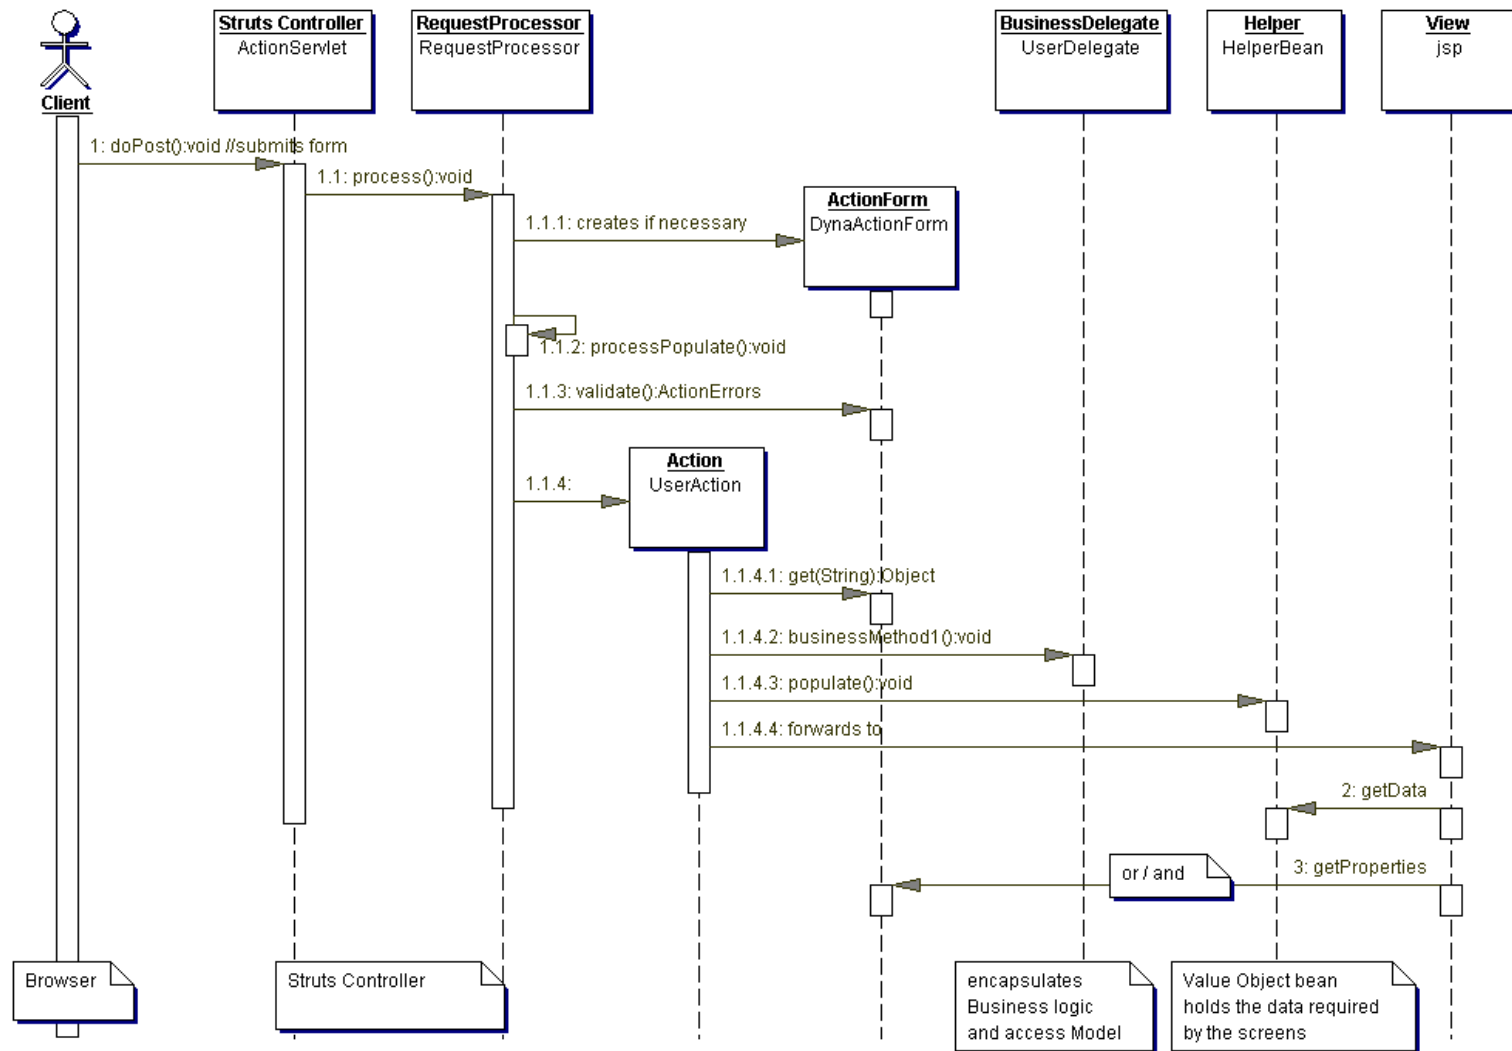 Struts Controller
ActionServlet
RequestProcessor
RequestProcessor
BusinessDelegate
UserDelegate
Helper
HelperBean
View
jsp
Client
1: doPost():void //submits form
1.1: process():void
ActionForm
DynaActionForm
1.1.1: creates if necessary
1.1.2: processPopulate():void
1.1.3: validate():ActionErrors
Action
UserAction
1.1.4:
1.1.4.1: get(String):Object
1.1.4.2: businessMethod1():void
1.1.4.3: populate():void
1.1.4.4: forwards to
2: getData
or / and
3: getProperties
Browser
Struts Controller
encapsulates
Business logic
and access Model
Value Object bean
holds the data required
by the screens